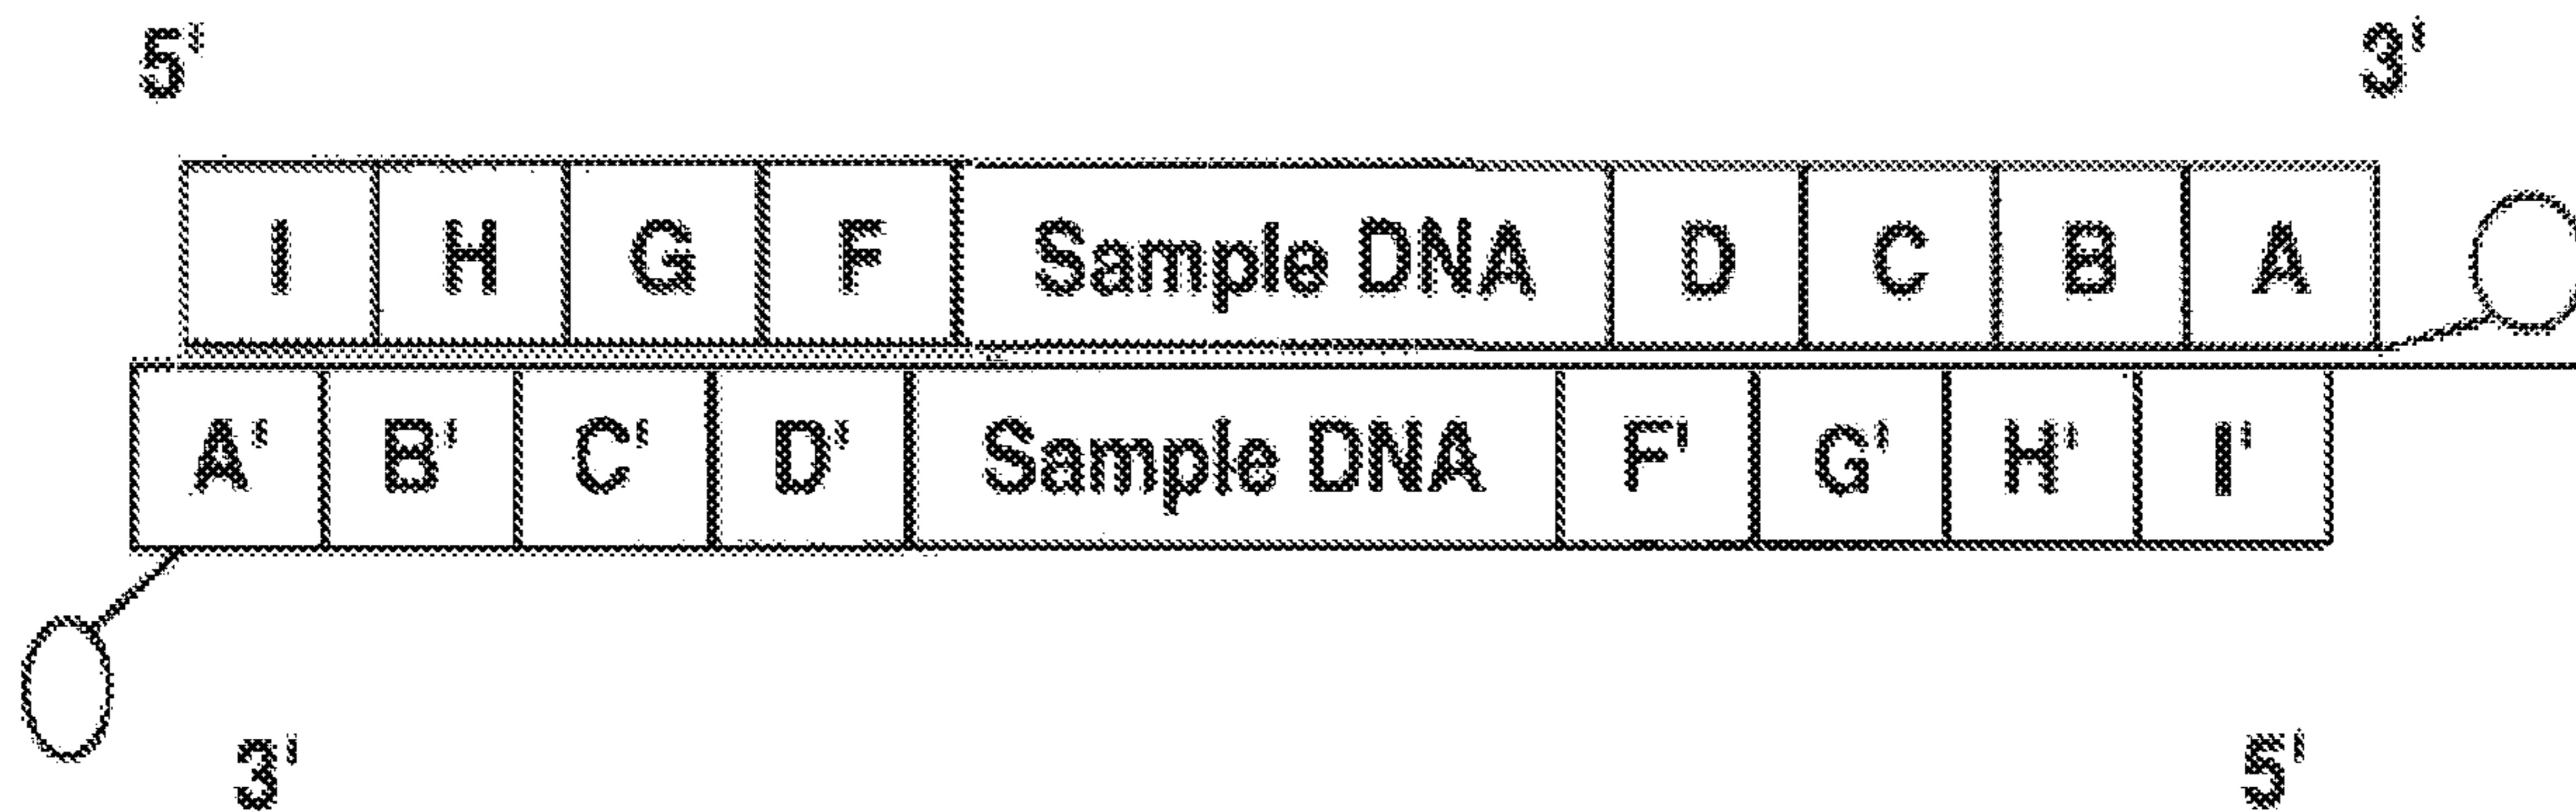 5' 3'
I H G F Sample DNA D C B A
A' B' C' D' Sample DNA F' G' H' I'
3' 5'